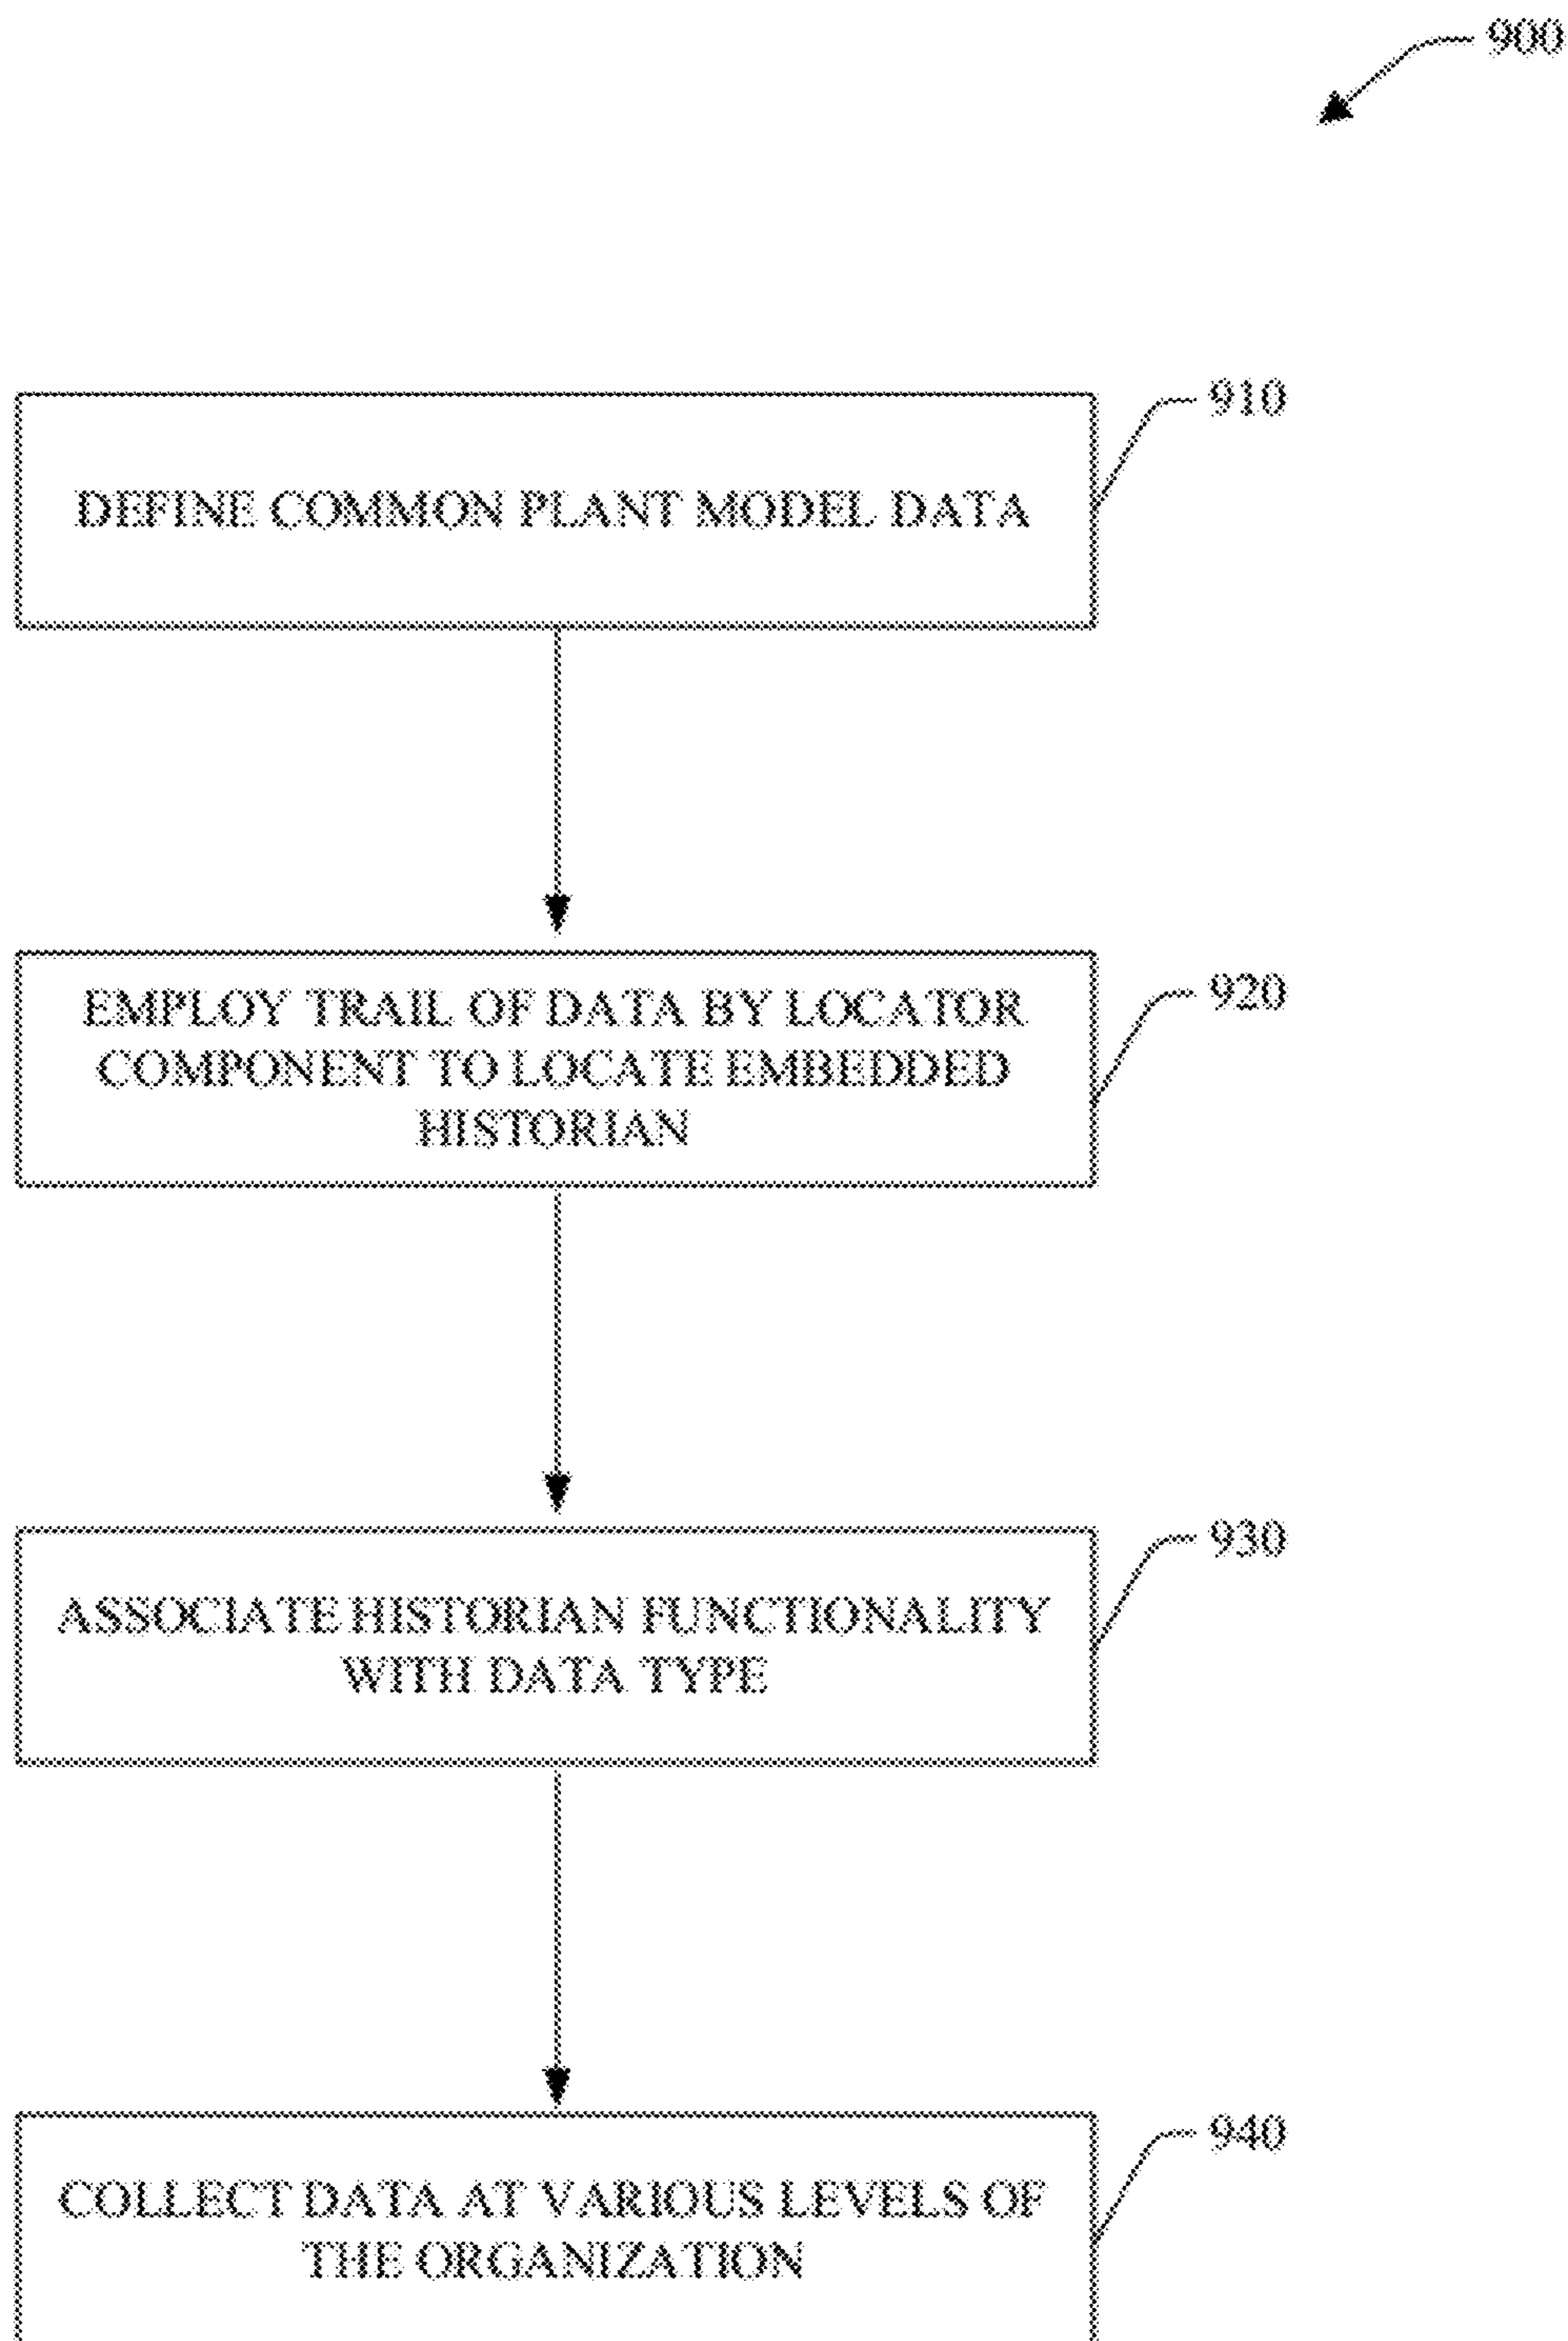 900
910
DEFINE COMMON PLANT MODEL DATA
920
EMPLOY TRAIL OF DATA BY LOCATOR
COMPONENT TO LOCATE EMBEDDED
HISTORIAN
930
ASSOCIATE HISTORIAN FUNCTIONALITY
WITH DATA TYPE
940
COLLECT DATA AT VARIOUS LEVELS OF
THE ORGANIZATION